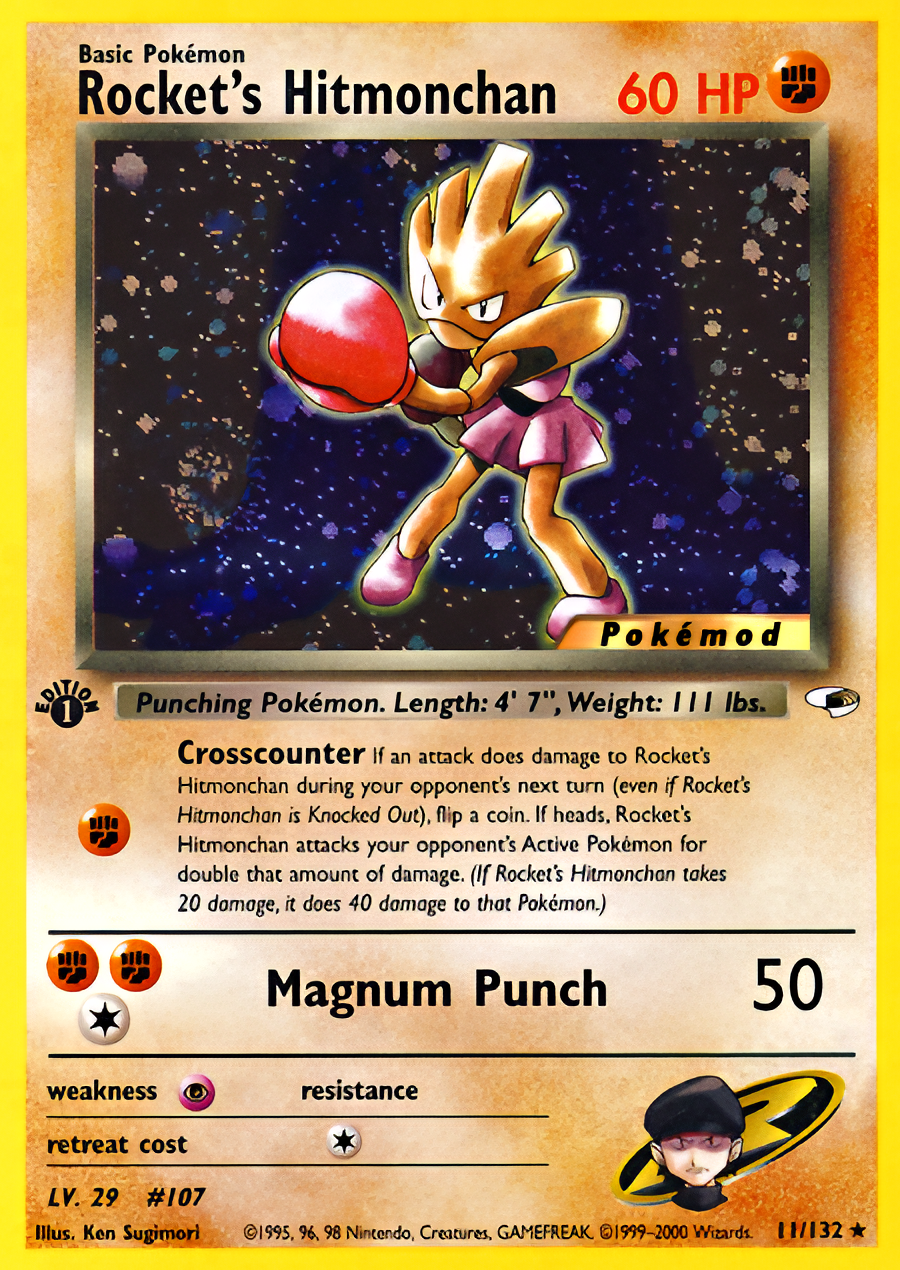 Basic Pokémon
Rocket's Hitmonchan 60 HP
Pokémod
EDITION
1
Punching Pokémon. Length: 4' 7", Weight: 111 lbs.
Crosscounter If an attack does damage to Rocket's
Hitmonchan during your opponent's next turn (even if Rocket's
Hitmonchan is Knocked Out), flip a coin. If heads, Rocket's
Hitmonchan attacks your opponent's Active Pokémon for
double that amount of damage. (If Rocket's Hitmonchan takes
20 damage, it does 40 damage to that Pokémon.)
Magnum Punch 50
weakness resistance
retreat cost
LV. 29 #107
Illus. Ken Sugimori ©1995, 96, 98 Nintendo, Creatures, GAMEFREAK. ©1999–2000 Wizards. 11/132 ★